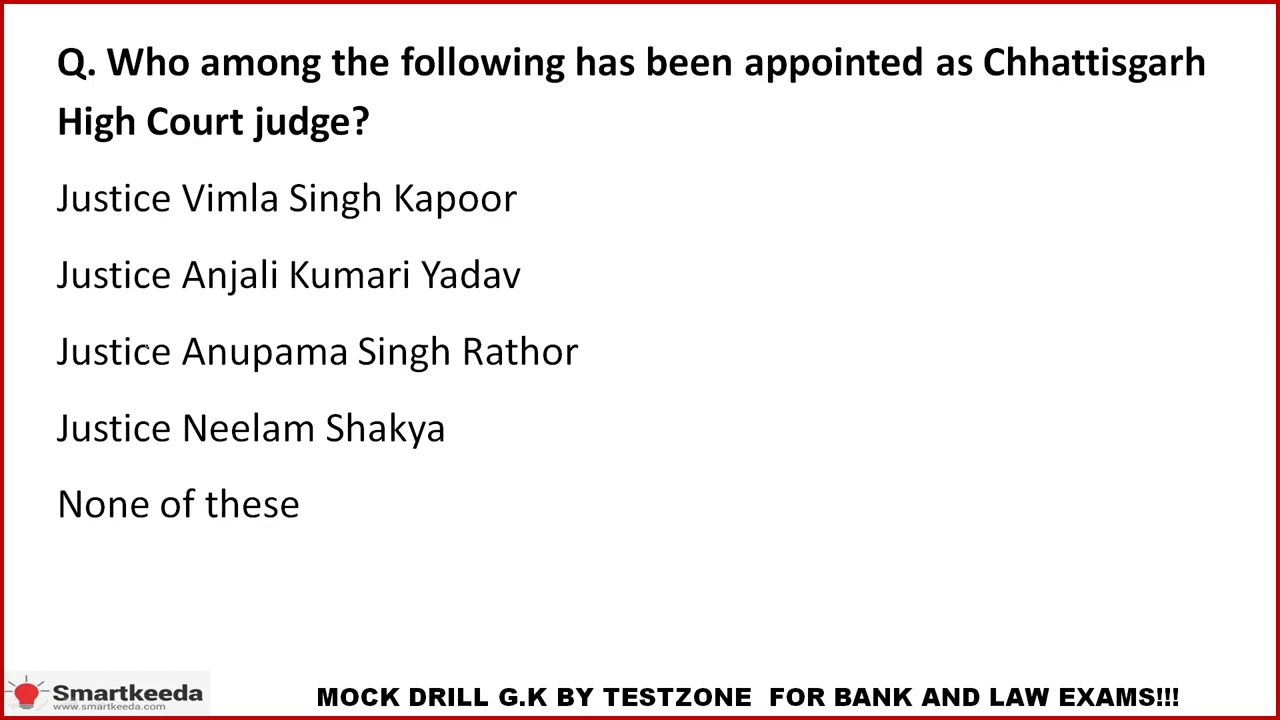 Q. Who among the following has been appointed as Chhattisgarh
High Court judge?
Justice Vimla Singh Kapoor
Justice Anjali Kumari Yadav
Justice Anupama Singh Rathor
Justice Neelam Shakya
None of these
Smartkeeda
www.smartkeeda.com
MOCK DRILL G.K BY TESTZONE FOR BANK AND LAW EXAMS!!!